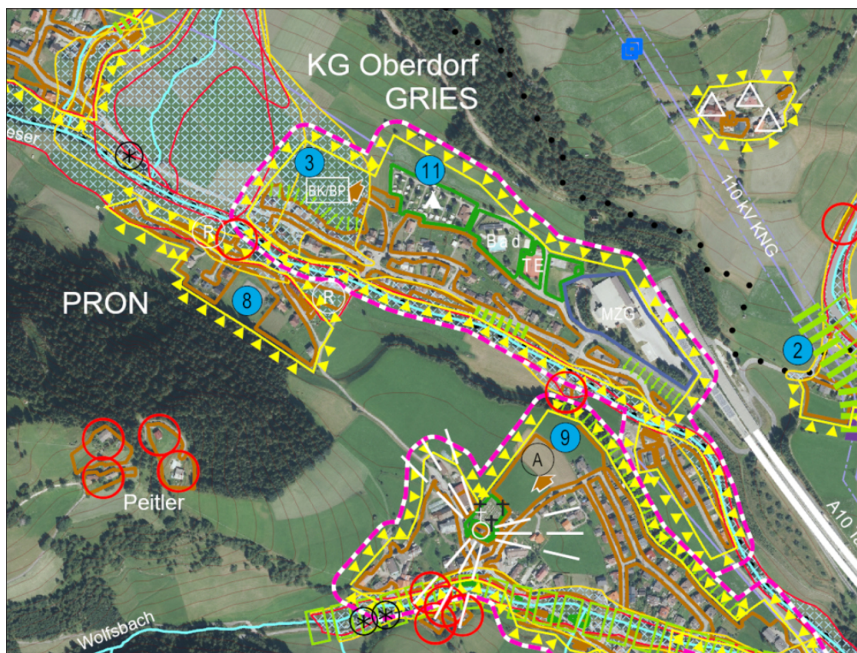 KG Oberdorf
GRIES
eser
3
BK/BP
11
Bad
TE
MZG
110 kV KNG
R
R
PRON
8
2
9
A
Peitler
Wolfsbach